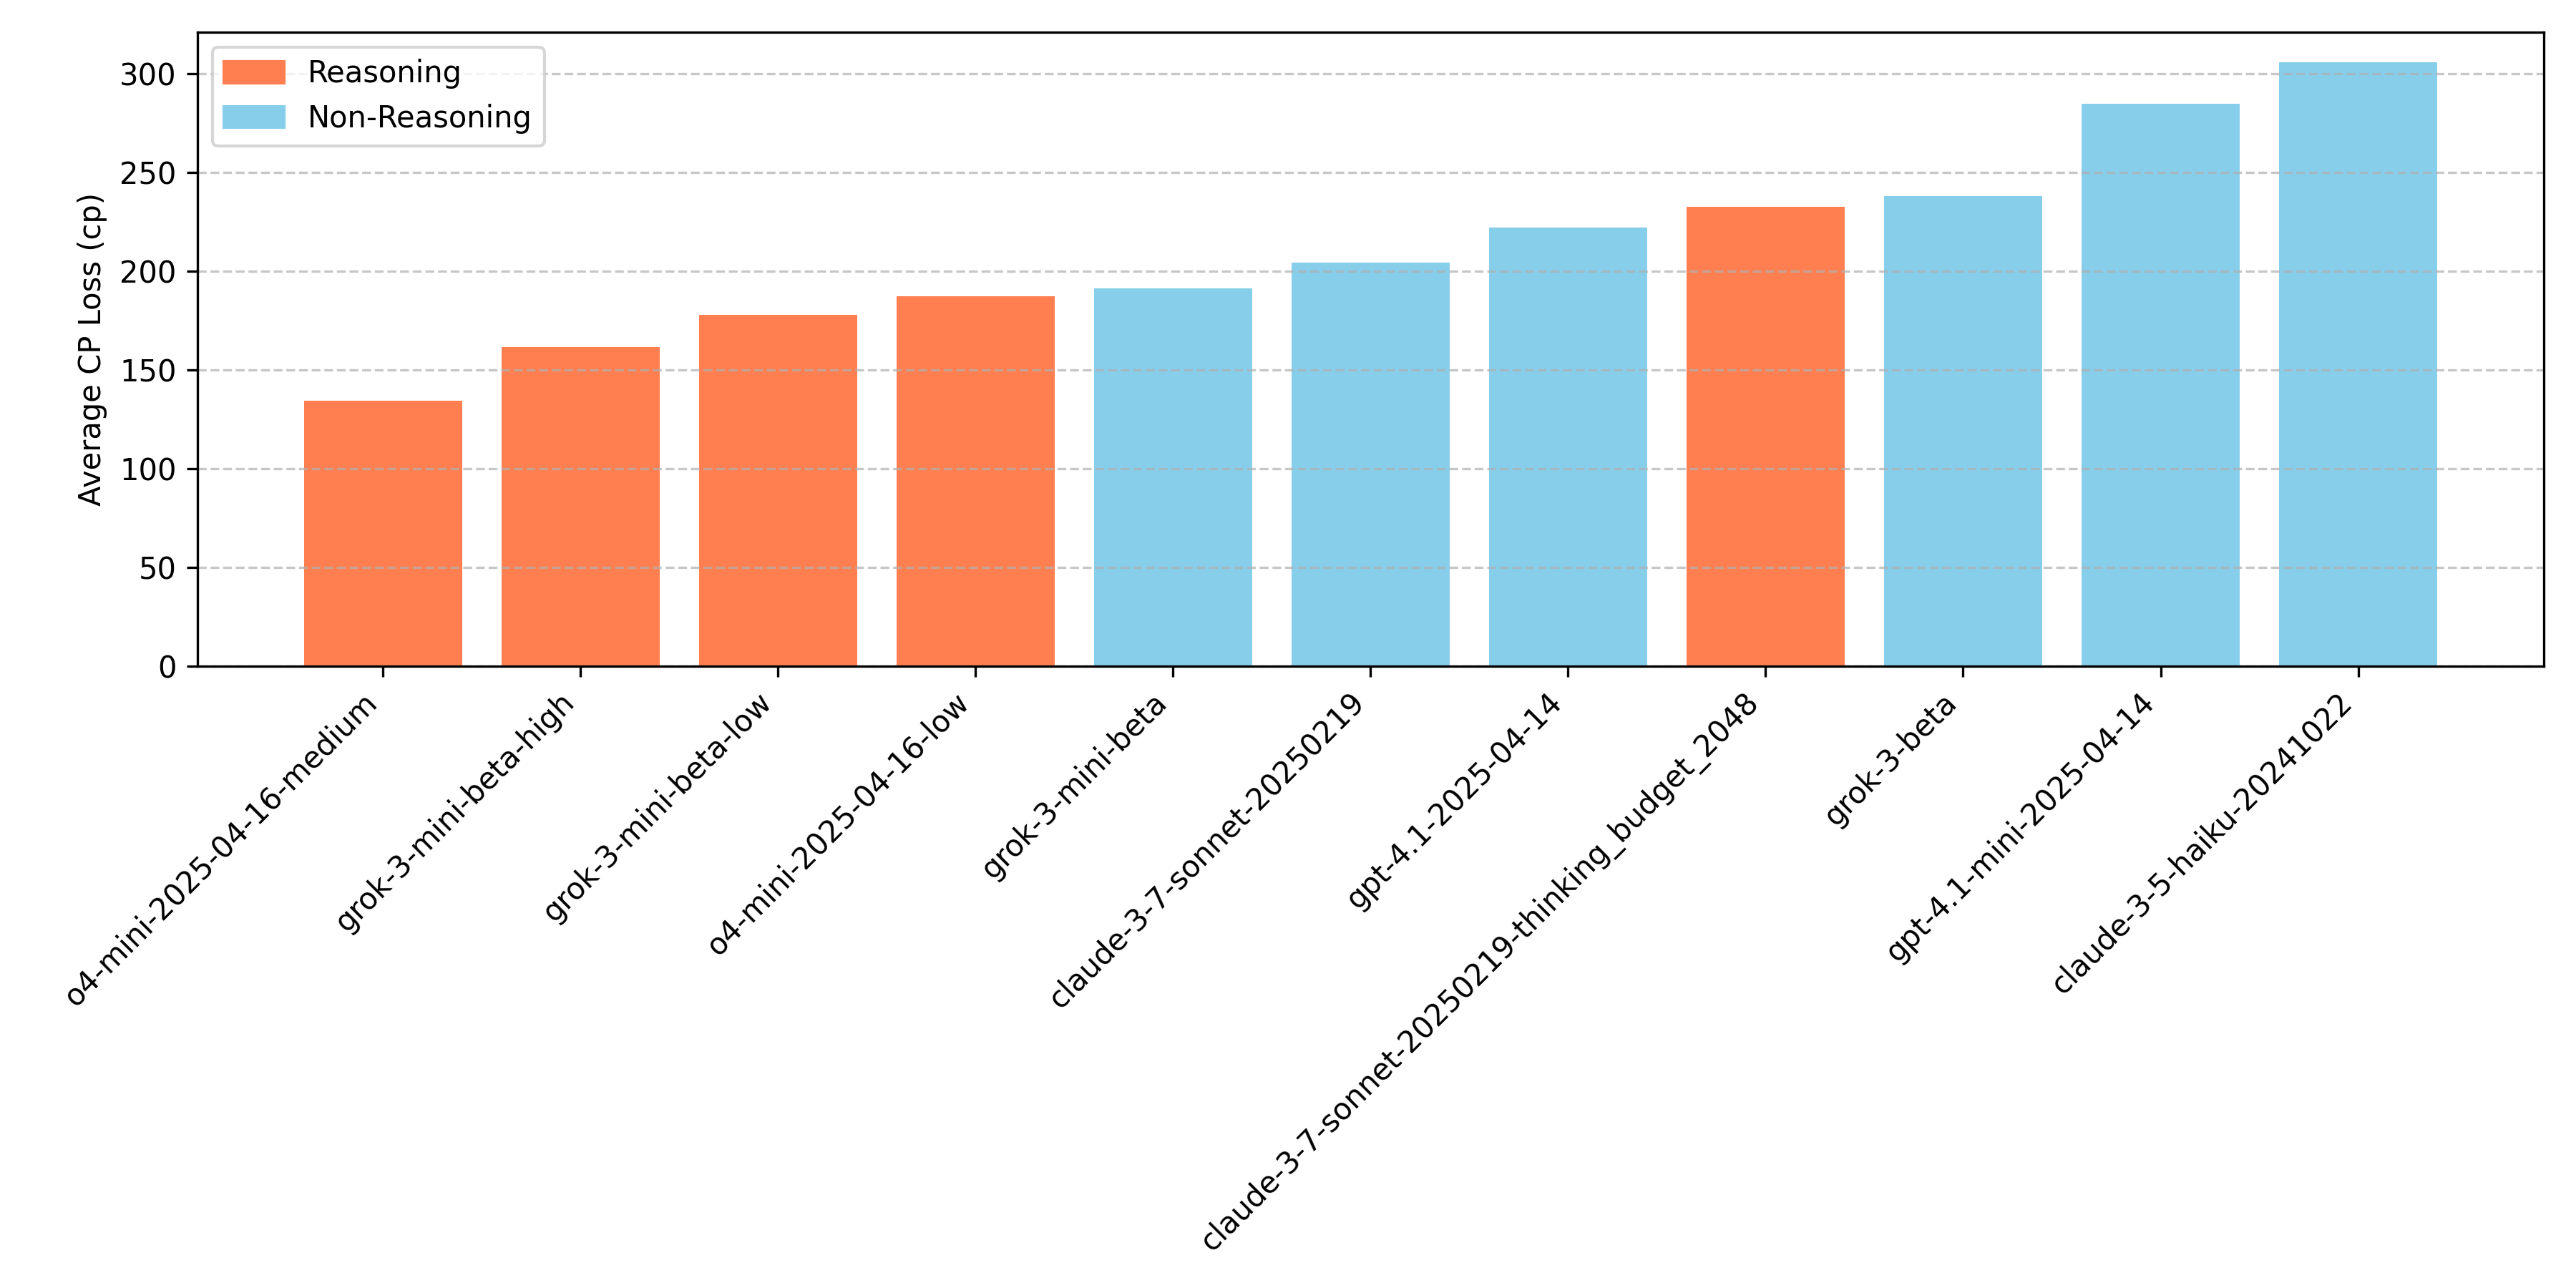 Reasoning
Non-Reasoning
Average CP Loss (cp)
300
250
200
150
100
50
0
o4-mini-2025-04-16-medium
grok-3-mini-beta-high
grok-3-mini-beta-low
o4-mini-2025-04-16-low
grok-3-mini-beta
claude-3-7-sonnet-20250219
gpt-4.1-2025-04-14
claude-3-7-sonnet-20250219-thinking_budget_2048
grok-3-beta
gpt-4.1-mini-2025-04-14
claude-3-5-haiku-20241022